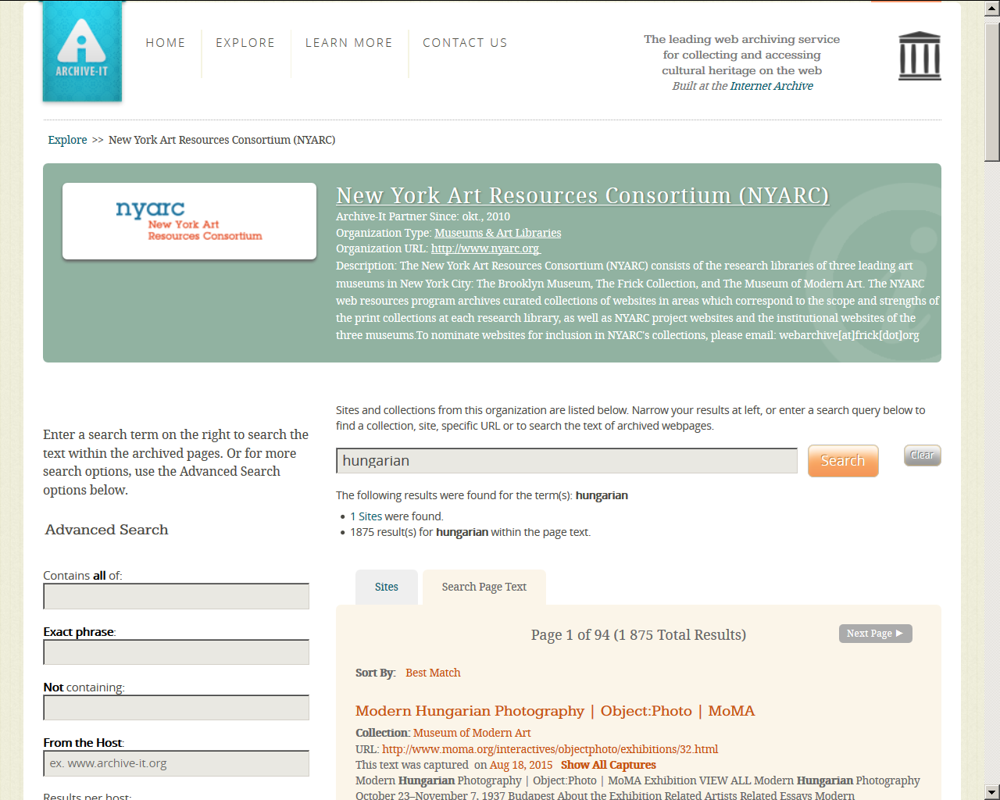 ARCHIVE-IT
HOME
EXPLORE
LEARN MORE
CONTACT US
The leading web archiving service
for collecting and accessing
cultural heritage on the web
Built at the Internet Archive
Explore >> New York Art Resources Consortium (NYARC)
nyarc
New York Art
Resources Consortium
New York Art Resources Consortium (NYARC)
Archive-It Partner Since: okt., 2010
Organization Type: Museums & Art Libraries
Organization URL: http://www.nyarc.org
Description: The New York Art Resources Consortium (NYARC) consists of the research libraries of three leading art
museums in New York City: The Brooklyn Museum, The Frick Collection, and The Museum of Modern Art. The NYARC
web resources program archives curated collections of websites in areas which correspond to the scope and strengths of
the print collections at each research library, as well as NYARC project websites and the institutional websites of the
three museums.To nominate websites for inclusion in NYARC's collections, please email: webarchive[at]frick[dot]org
Enter a search term on the right to search the
text within the archived pages. Or for more
search options, use the Advanced Search
options below.
Advanced Search
Contains all of:
Exact phrase:
Not containing:
From the Host:
ex. www.archive-it.org
Results per host:
Sites and collections from this organization are listed below. Narrow your results at left, or enter a search query below to
find a collection, site, specific URL or to search the text of archived webpages.
hungarian
Search
Clear
The following results were found for the term(s): hungarian
• 1 Sites were found.
• 1875 result(s) for hungarian within the page text.
Sites
Search Page Text
Page 1 of 94 (1 875 Total Results)
Next Page ►
Sort By: Best Match
Modern Hungarian Photography | Object:Photo | MoMA
Collection: Museum of Modern Art
URL: http://www.moma.org/interactives/objectphoto/exhibitions/32.html
This text was captured on Aug 18, 2015 Show All Captures
Modern Hungarian Photography | Object:Photo | MoMA Exhibition VIEW ALL Modern Hungarian Photography
October 23–November 7, 1937 Budapest About the Exhibition Related Artists Related Essays Modern